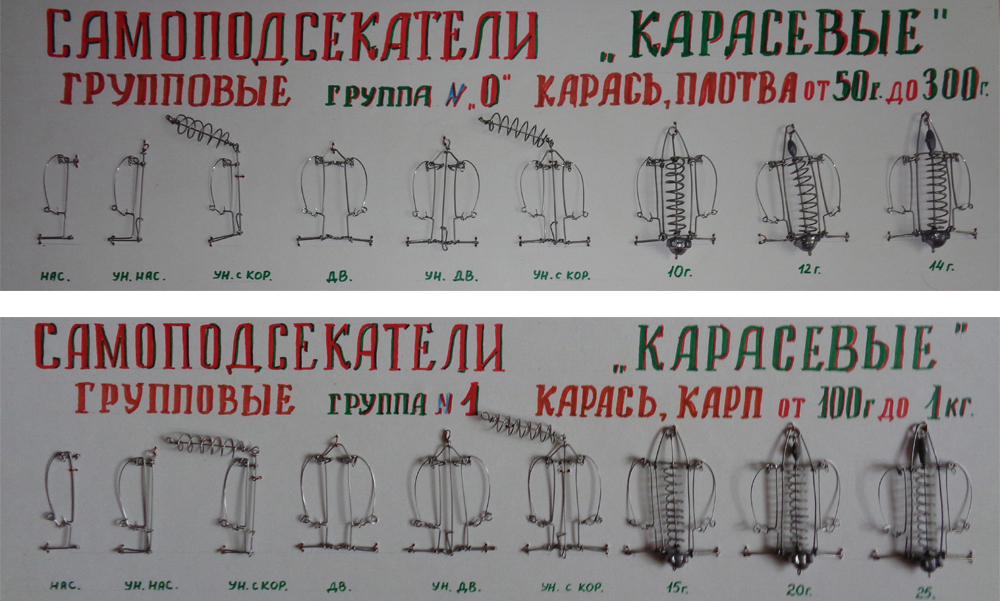 САМОПОДСЕКАТЕЛИ „КАРАСЕВЫЕ"
ГРУППОВЫЕ ГРУППА N „0" КАРАСЬ, ПЛОТВА от 50г. до 300г.
НАС. УН. НАС. УН. С КОР. ДВ. УН. ДВ. УН. С КОР. 10г. 12г. 14г.
САМОПОДСЕКАТЕЛИ „КАРАСЕВЫЕ"
ГРУППОВЫЕ ГРУППА N 1 КАРАСЬ, КАРП от 100г до 1кг.
НАС. УН. НАС. УН. С КОР. ДВ. УН. ДВ. УН. С КОР. 15г. 20г. 25.